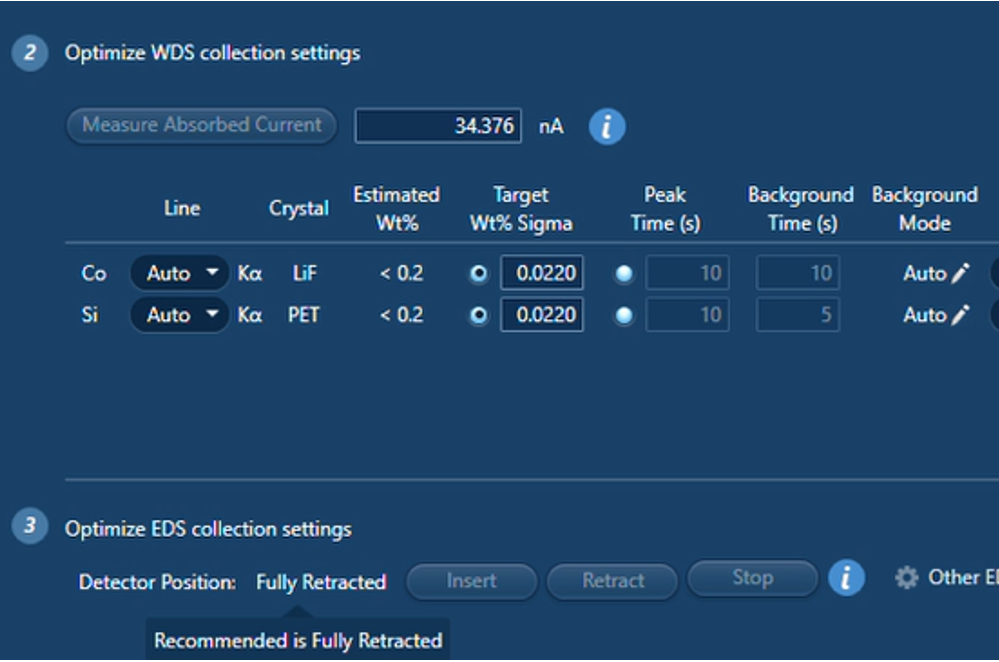 2 Optimize WDS collection settings
Measure Absorbed Current 34.376 nA i
Line Crystal Estimated Wt% Target Wt% Sigma Peak Time (s) Background Time (s) Background Mode
Co Auto Kα LiF < 0.2 0.0220 10 10 Auto
Si Auto Kα PET < 0.2 0.0220 10 5 Auto
3 Optimize EDS collection settings
Detector Position: Fully Retracted Insert Retract Stop i Other
Recommended is Fully Retracted